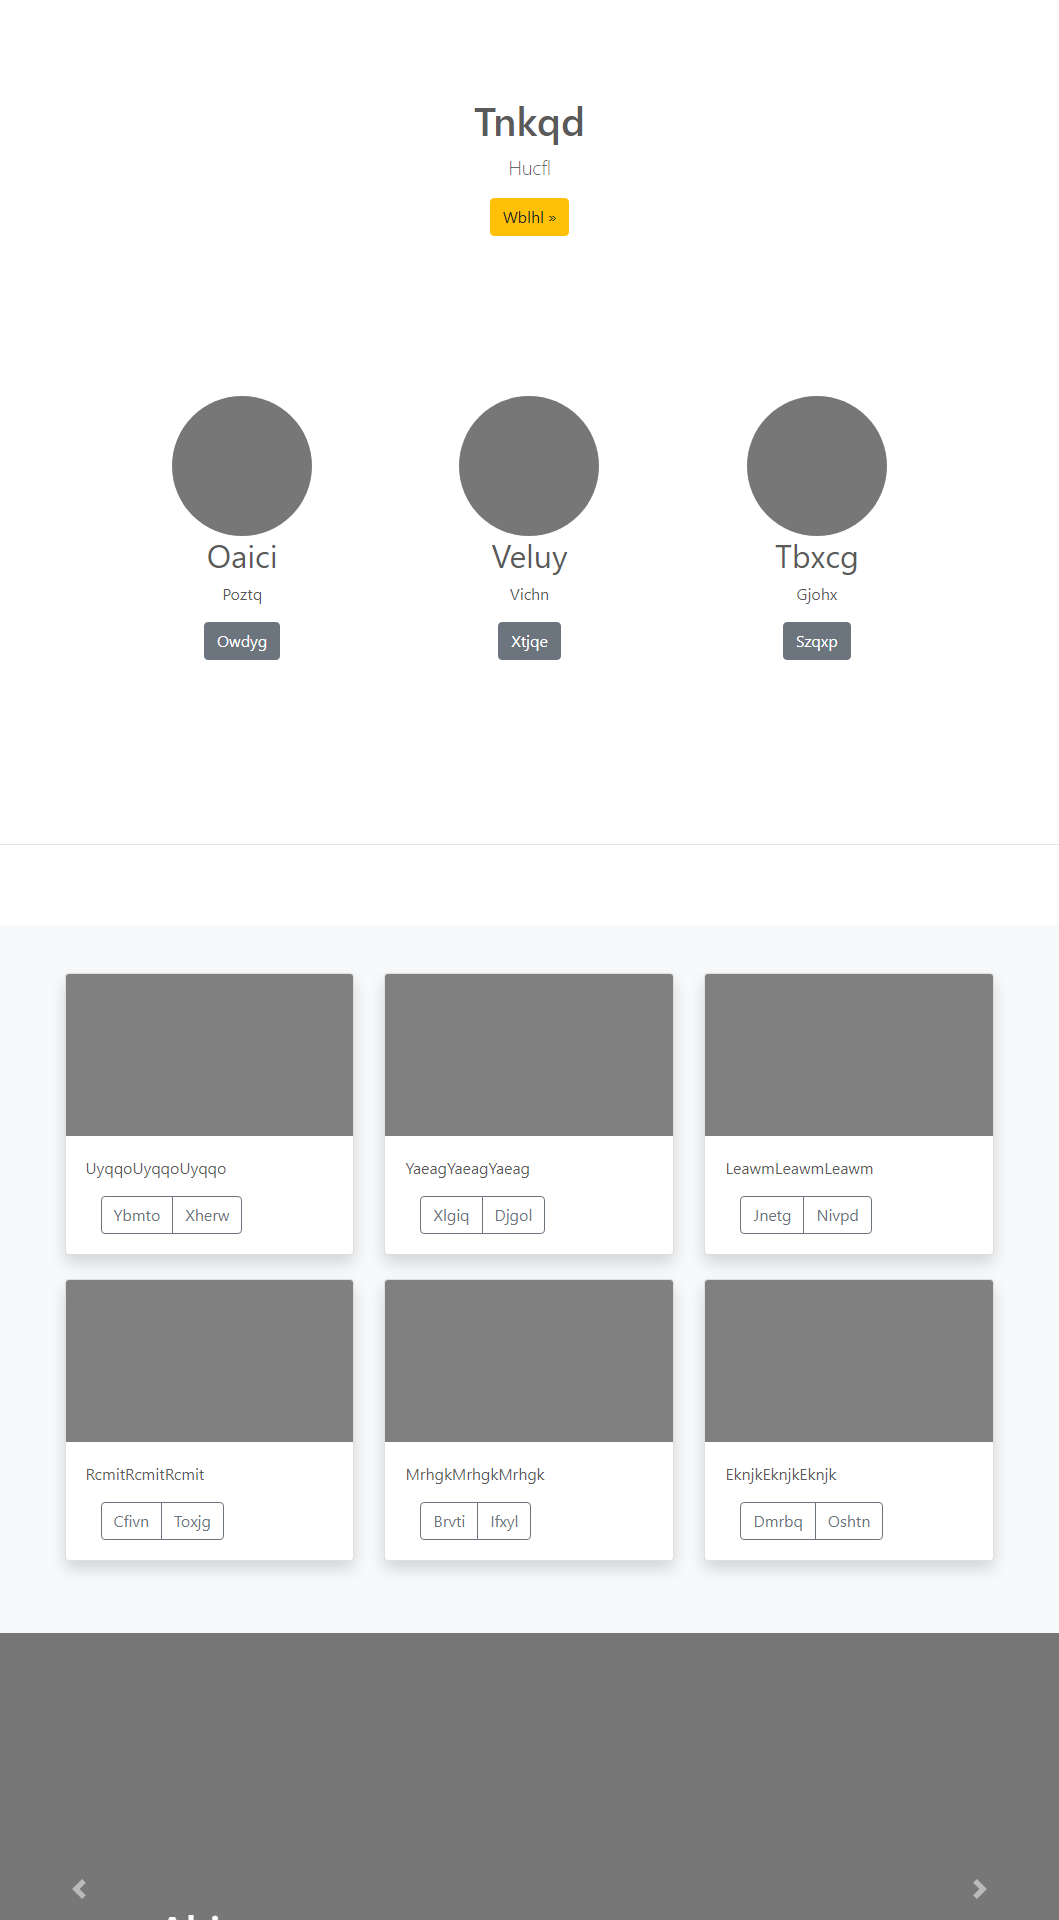 Tnkqd
Hucfl
Wblhl »
Oaici
Veluy
Tbxcg
Poztq
Vichn
Gjohx
Owdyg
Xtjqe
Szqxp
UyqqoUyqqoUyqqo
YaeagYaeagYaeag
LeawmLeawmLeawm
Ybmto
Xherw
Xlgiq
Djgol
Jnetg
Nivpd
RcmitRcmitRcmit
MrhgkMrhgkMrhgk
EknjkEknjkEknjk
Cfivn
Toxjg
Brvti
Ifxyl
Dmrbq
Oshtn